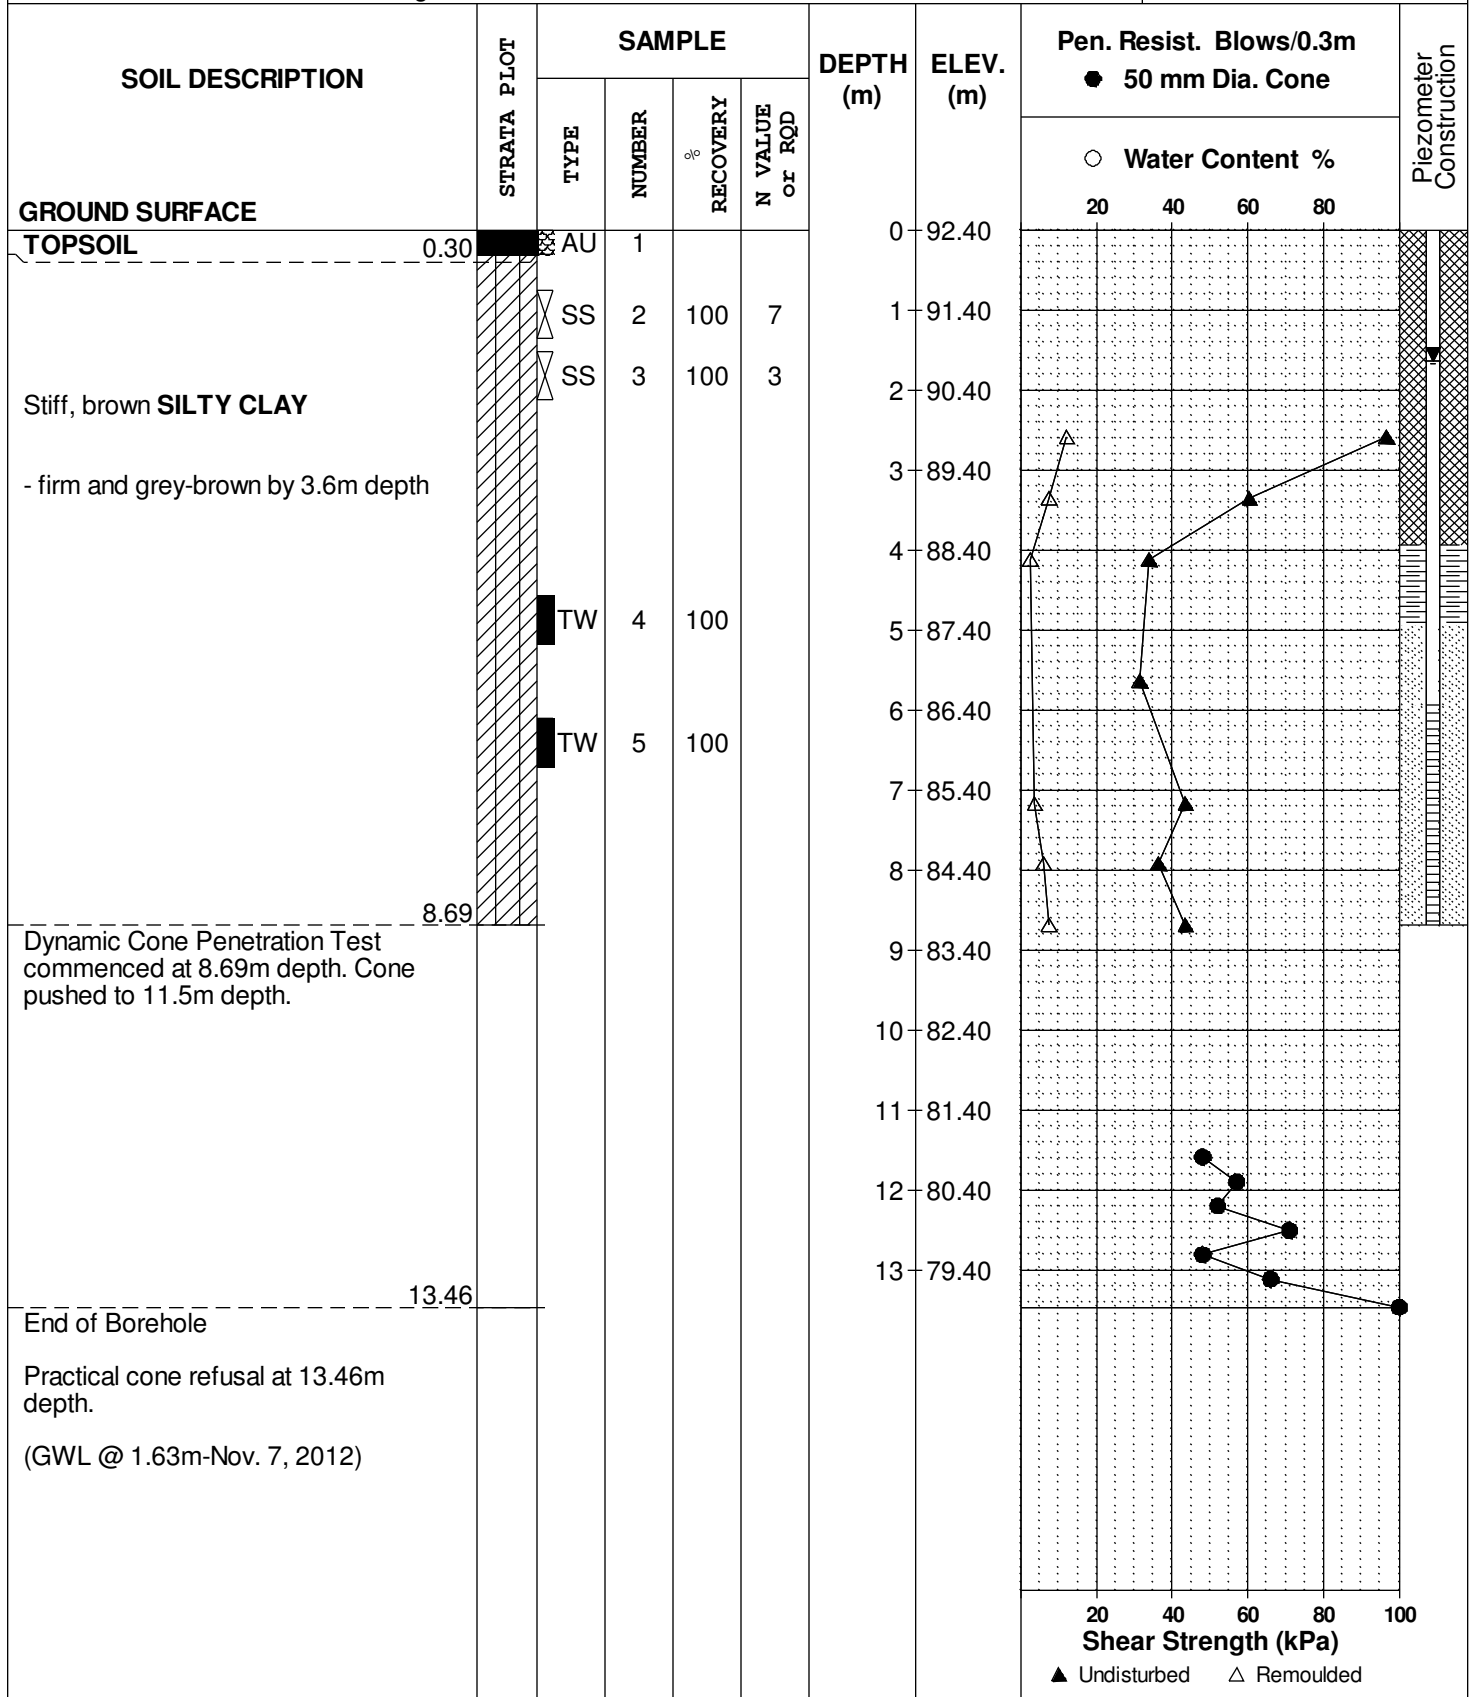 SOIL DESCRIPTION
STRATA PLOT
SAMPLE
TYPE
NUMBER
% RECOVERY
N VALUE or RQD
DEPTH (m)
ELEV. (m)
Pen. Resist. Blows/0.3m
● 50 mm Dia. Cone
○ Water Content %
20 40 60 80
Piezometer Construction
GROUND SURFACE
TOPSOIL 0.30
AU 1
0 92.40
SS 2 100 7
1 91.40
SS 3 100 3
2 90.40
Stiff, brown SILTY CLAY
3 89.40
- firm and grey-brown by 3.6m depth
4 88.40
TW 4 100
5 87.40
6 86.40
TW 5 100
7 85.40
8 84.40
8.69
Dynamic Cone Penetration Test
commenced at 8.69m depth. Cone
pushed to 11.5m depth.
9 83.40
10 82.40
11 81.40
12 80.40
13 79.40
13.46
End of Borehole
Practical cone refusal at 13.46m
depth.
(GWL @ 1.63m-Nov. 7, 2012)
20 40 60 80 100
Shear Strength (kPa)
▲ Undisturbed △ Remoulded